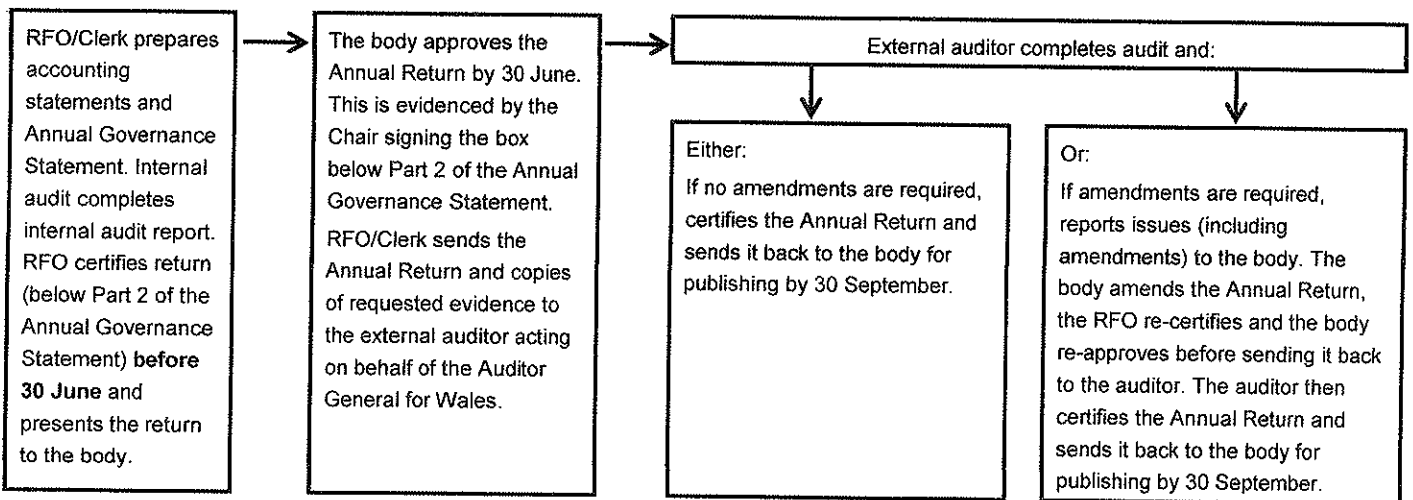 RFO/Clerk prepares
accounting
statements and
Annual Governance
Statement. Internal
audit completes
internal audit report.
RFO certifies return
(below Part 2 of the
Annual Governance
Statement) before
30 June and
presents the return
to the body.
The body approves the
Annual Return by 30 June.
This is evidenced by the
Chair signing the box
below Part 2 of the Annual
Governance Statement.
RFO/Clerk sends the
Annual Return and copies
of requested evidence to
the external auditor acting
on behalf of the Auditor
General for Wales.
External auditor completes audit and:
Either:
If no amendments are required,
certifies the Annual Return and
sends it back to the body for
publishing by 30 September.
Or:
If amendments are required,
reports issues (including
amendments) to the body. The
body amends the Annual Return,
the RFO re-certifies and the body
re-approves before sending it back
to the auditor. The auditor then
certifies the Annual Return and
sends it back to the body for
publishing by 30 September.